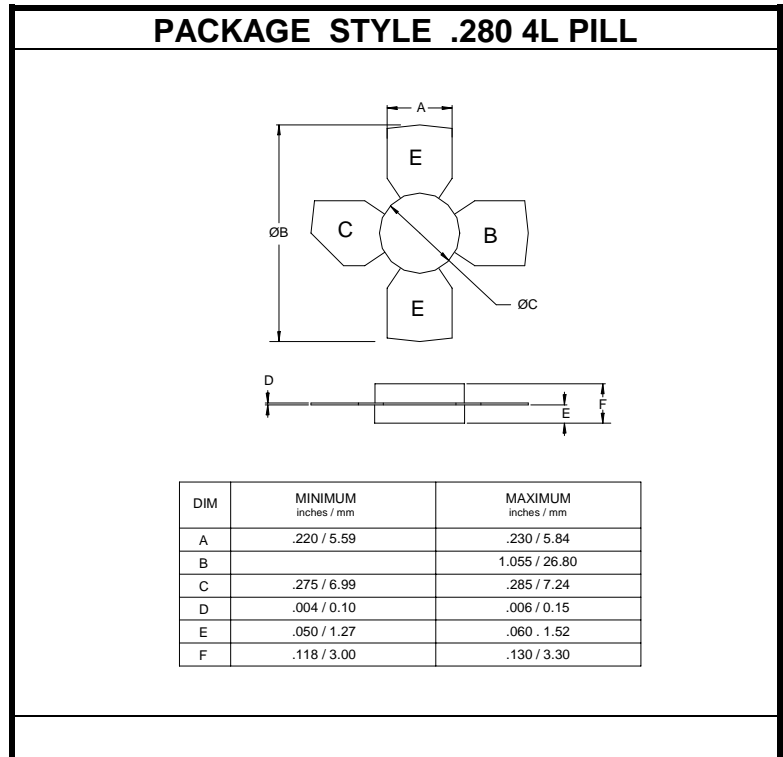 PACKAGE STYLE .280 4L PILL
A
E
ØB
C
B
E
ØC
D
E
F
DIM MINIMUM MAXIMUM
inches / mm inches / mm
A .220 / 5.59 .230 / 5.84
B 1.055 / 26.80
C .275 / 6.99 .285 / 7.24
D .004 / 0.10 .006 / 0.15
E .050 / 1.27 .060 . 1.52
F .118 / 3.00 .130 / 3.30